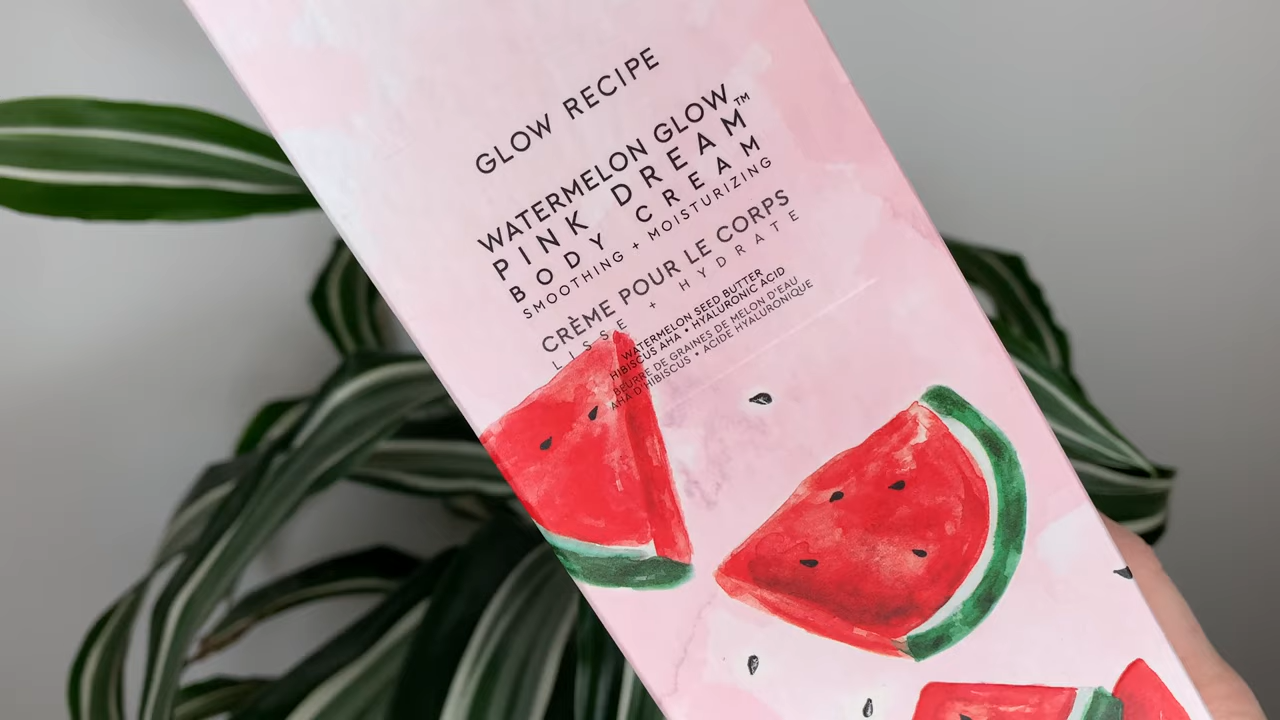 GLOW RECIPE
WATERMELON GLOW™
PINK DREAM
BODY CREAM
SMOOTHING + MOISTURIZING
CRÈME POUR LE CORPS
LISSE + HYDRATE
WATERMELON SEED BUTTER
HIBISCUS AHA • HYALURONIC ACID
BEURRE DE GRAINES DE MELON D'EAU
AHA D'HIBISCUS • ACIDE HYALURONIQUE